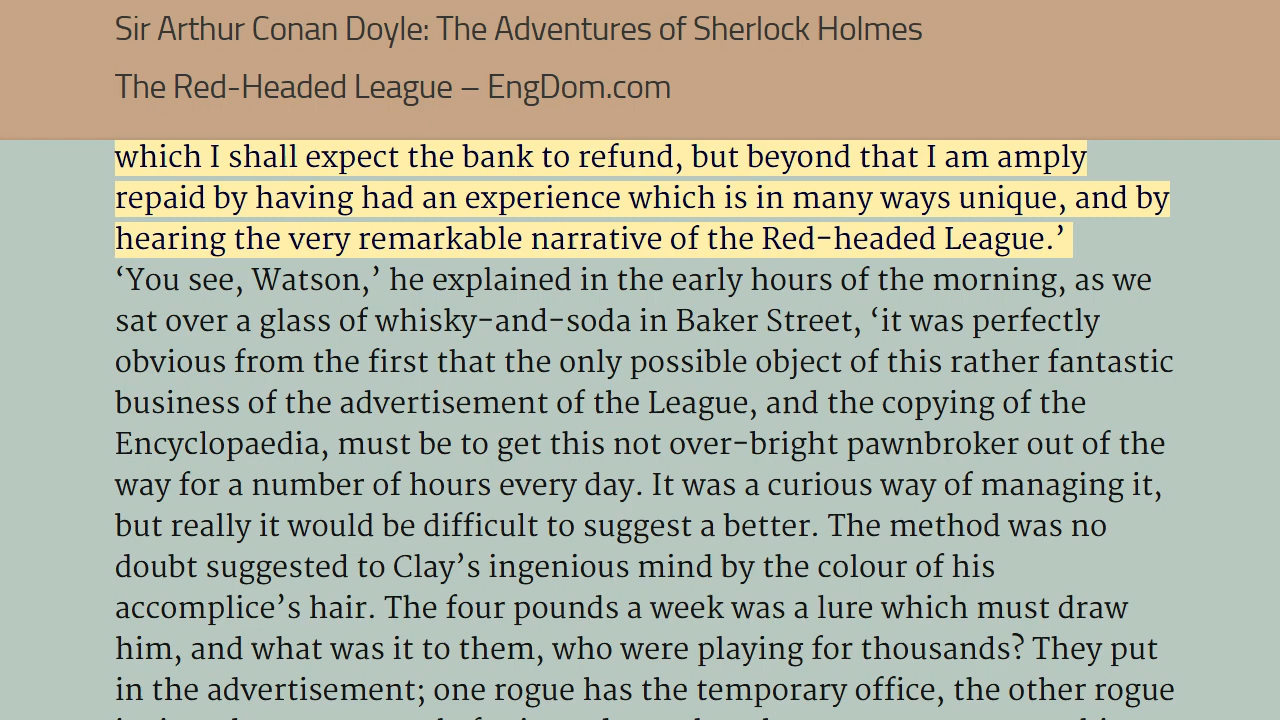 Sir Arthur Conan Doyle: The Adventures of Sherlock Holmes
The Red-Headed League – EngDom.com
which I shall expect the bank to refund, but beyond that I am amply
repaid by having had an experience which is in many ways unique, and by
hearing the very remarkable narrative of the Red-headed League.’
‘You see, Watson,’ he explained in the early hours of the morning, as we
sat over a glass of whisky-and-soda in Baker Street, ‘it was perfectly
obvious from the first that the only possible object of this rather fantastic
business of the advertisement of the League, and the copying of the
Encyclopaedia, must be to get this not over-bright pawnbroker out of the
way for a number of hours every day. It was a curious way of managing it,
but really it would be difficult to suggest a better. The method was no
doubt suggested to Clay’s ingenious mind by the colour of his
accomplice’s hair. The four pounds a week was a lure which must draw
him, and what was it to them, who were playing for thousands? They put
in the advertisement; one rogue has the temporary office, the other rogue